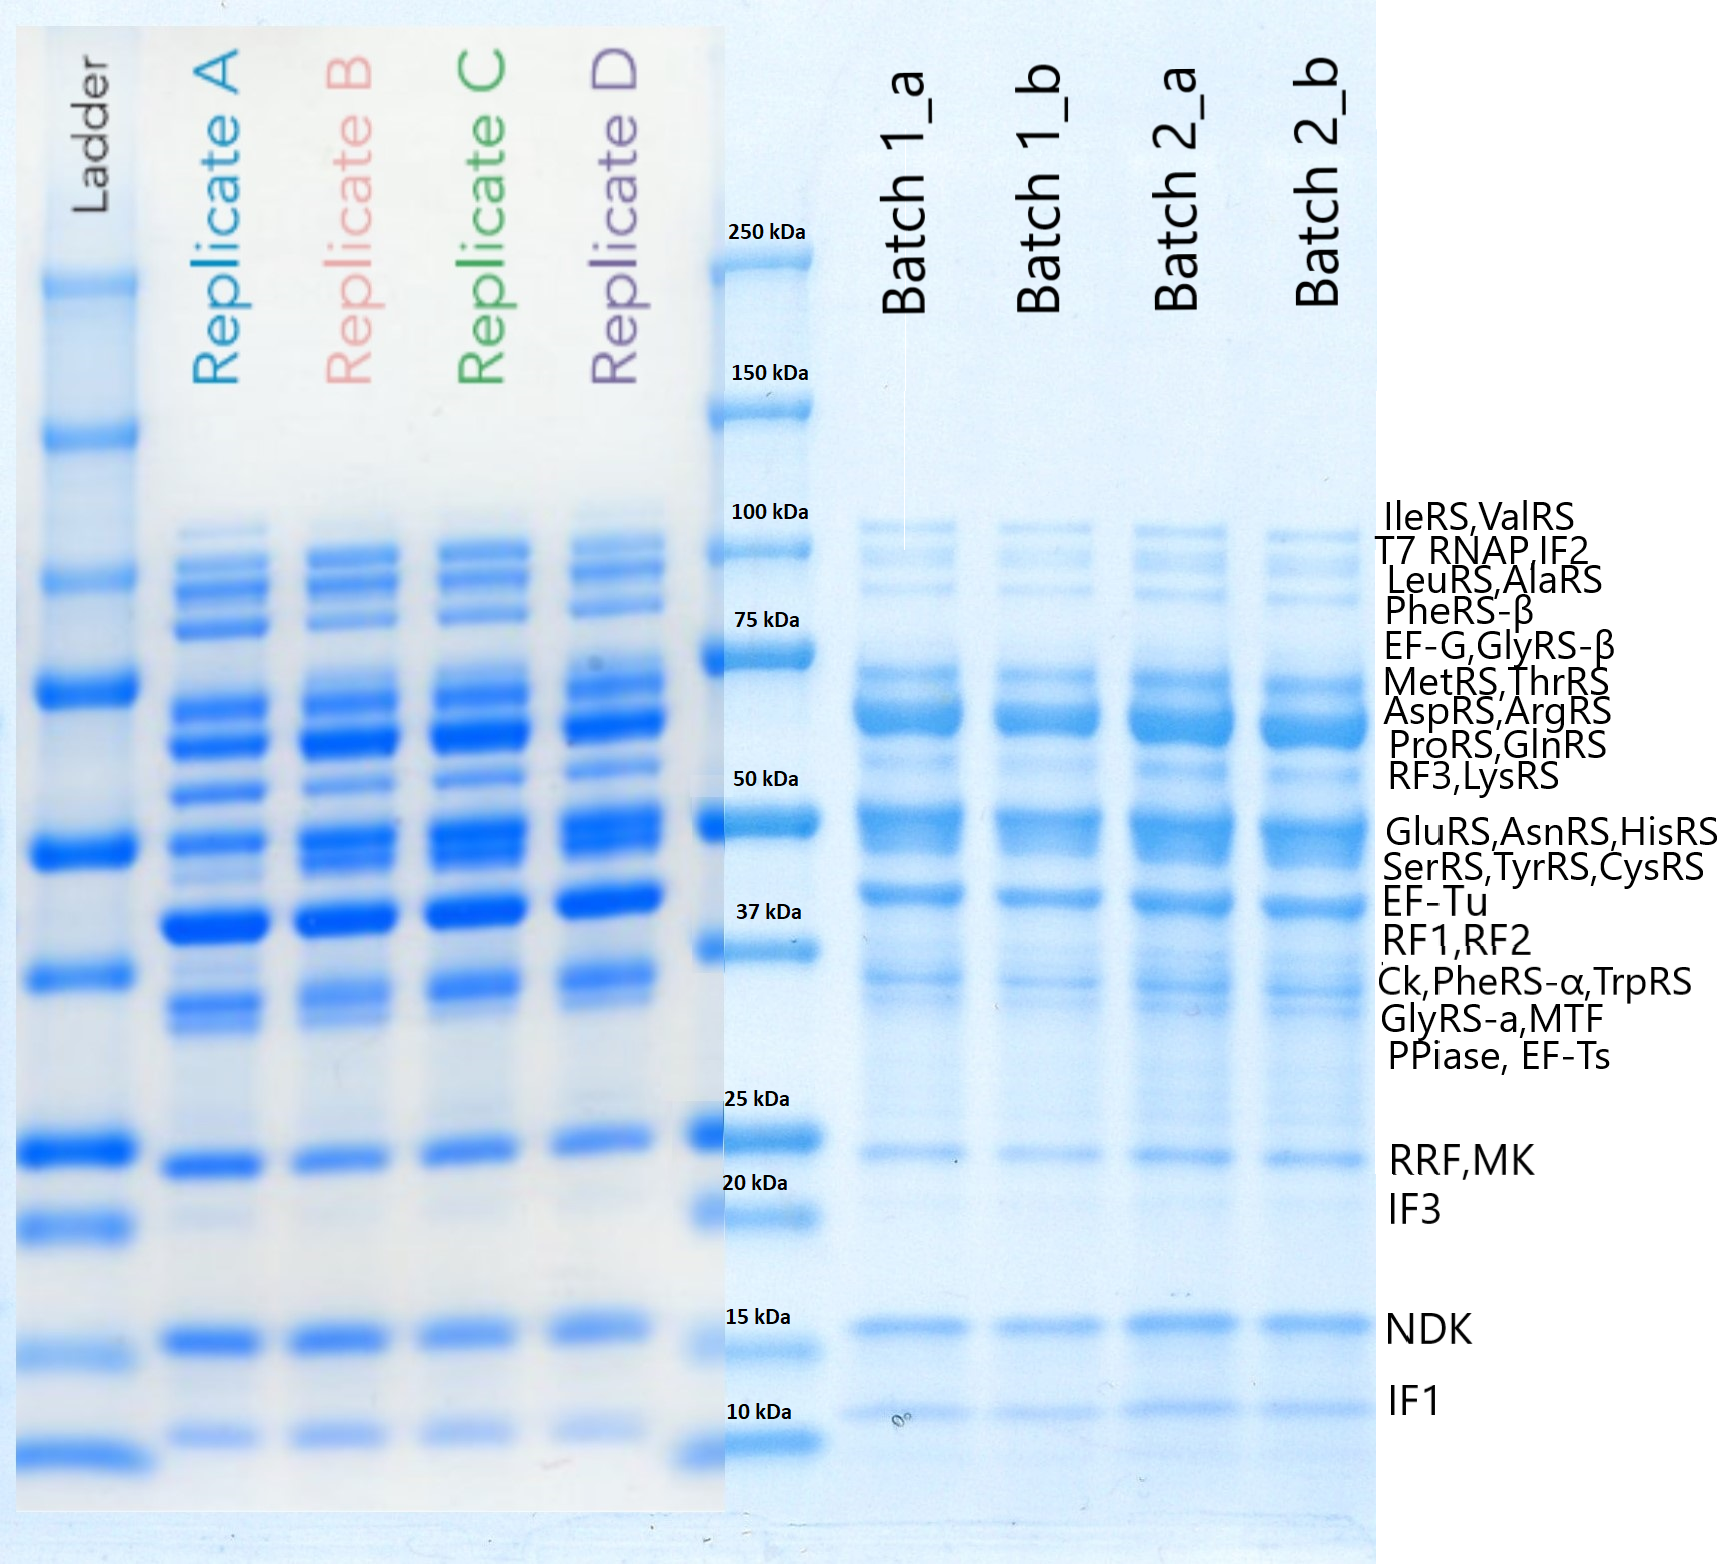 Ladder
Replicate A
Replicate B
Replicate C
Replicate D
Batch 1_a
Batch 1_b
Batch 2_a
Batch 2_b
250 kDa
150 kDa
100 kDa
75 kDa
50 kDa
37 kDa
25 kDa
20 kDa
15 kDa
10 kDa
IleRS,ValRS
T7 RNAP,IF2
LeuRS,AlaRS
PheRS-β
EF-G,GlyRS-β
MetRS,ThrRS
AspRS,ArgRS
ProRS,GlnRS
RF3,LysRS
GluRS,AsnRS,HisRS
SerRS,TyrRS,CysRS
EF-Tu
RF1,RF2
Ck,PheRS-α,TrpRS
GlyRS-a,MTF
PPiase, EF-Ts
RRF,MK
IF3
NDK
IF1